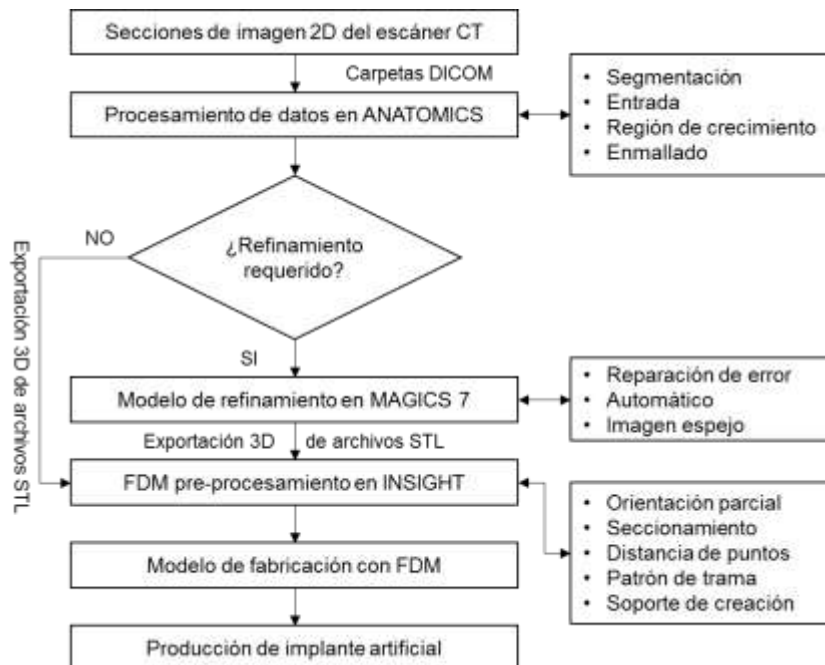 Secciones de imagen 2D del escáner CT
Carpetas DICOM
Procesamiento de datos en ANATOMICS
• Segmentación
• Entrada
• Región de crecimiento
• Enmallado
¿Refinamiento
requerido?
NO
Exportación 3D de archivos STL
SI
Modelo de refinamiento en MAGICS 7
• Reparación de error
• Automático
• Imagen espejo
Exportación 3D de archivos STL
FDM pre-procesamiento en INSIGHT
• Orientación parcial
• Seccionamiento
• Distancia de puntos
• Patrón de trama
• Soporte de creación
Modelo de fabricación con FDM
Producción de implante artificial